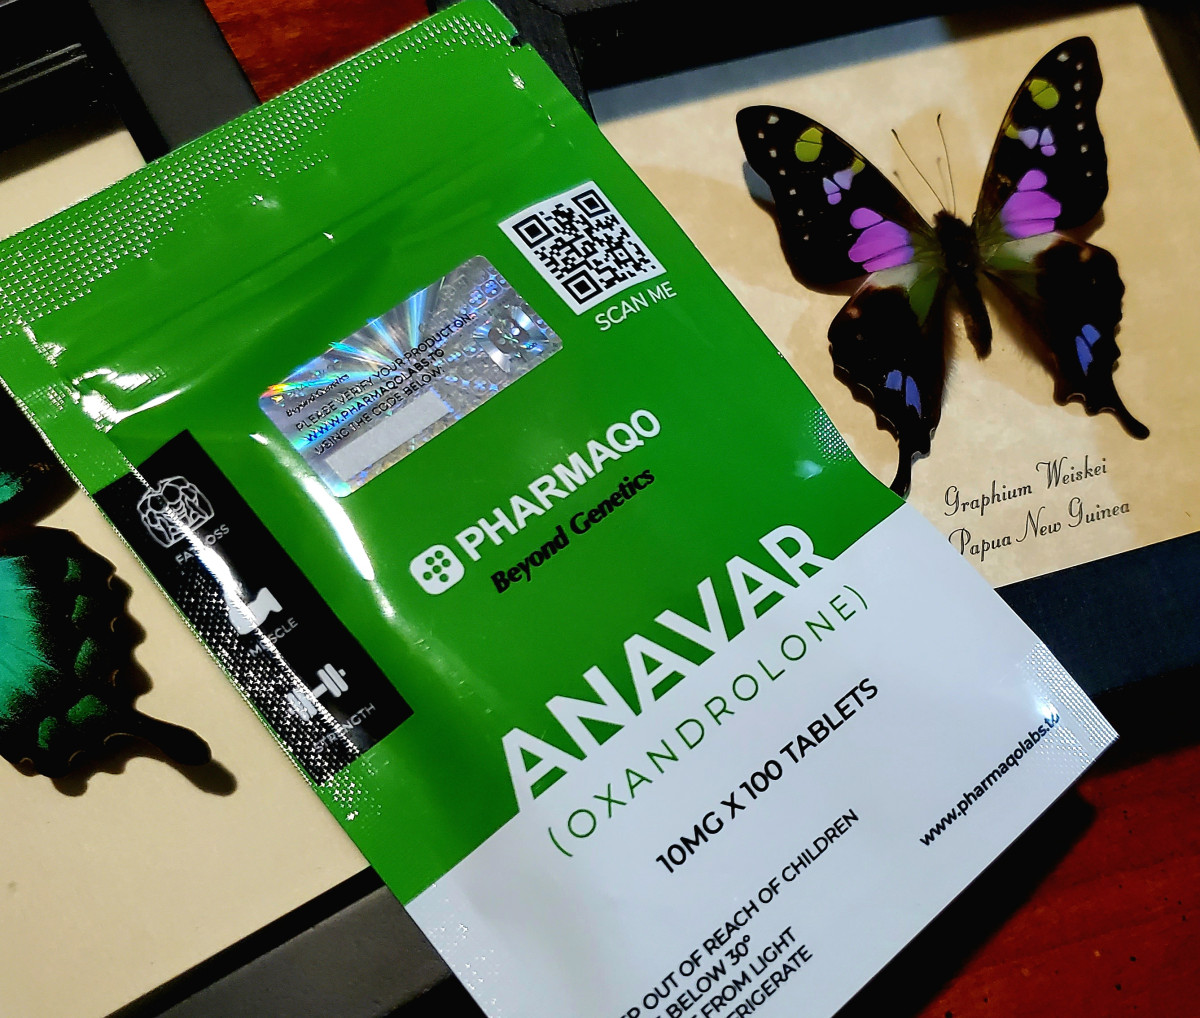 SCAN ME
PLEASE VERIFY YOUR PRODUCT ON:
WWW.PHARMAQOLABS.TO
USING THE CODE BELOW:
PHARMAQO
Beyond Genetics
FAT LOSS
MUSCLE
STRENGTH
ANAVAR
(OXANDROLONE)
10MG X 100 TABLETS
www.pharmaqolabs.to
OUT OF REACH OF CHILDREN
BELOW 30°
FROM LIGHT
Graphium Weiskei
Papua New Guinea